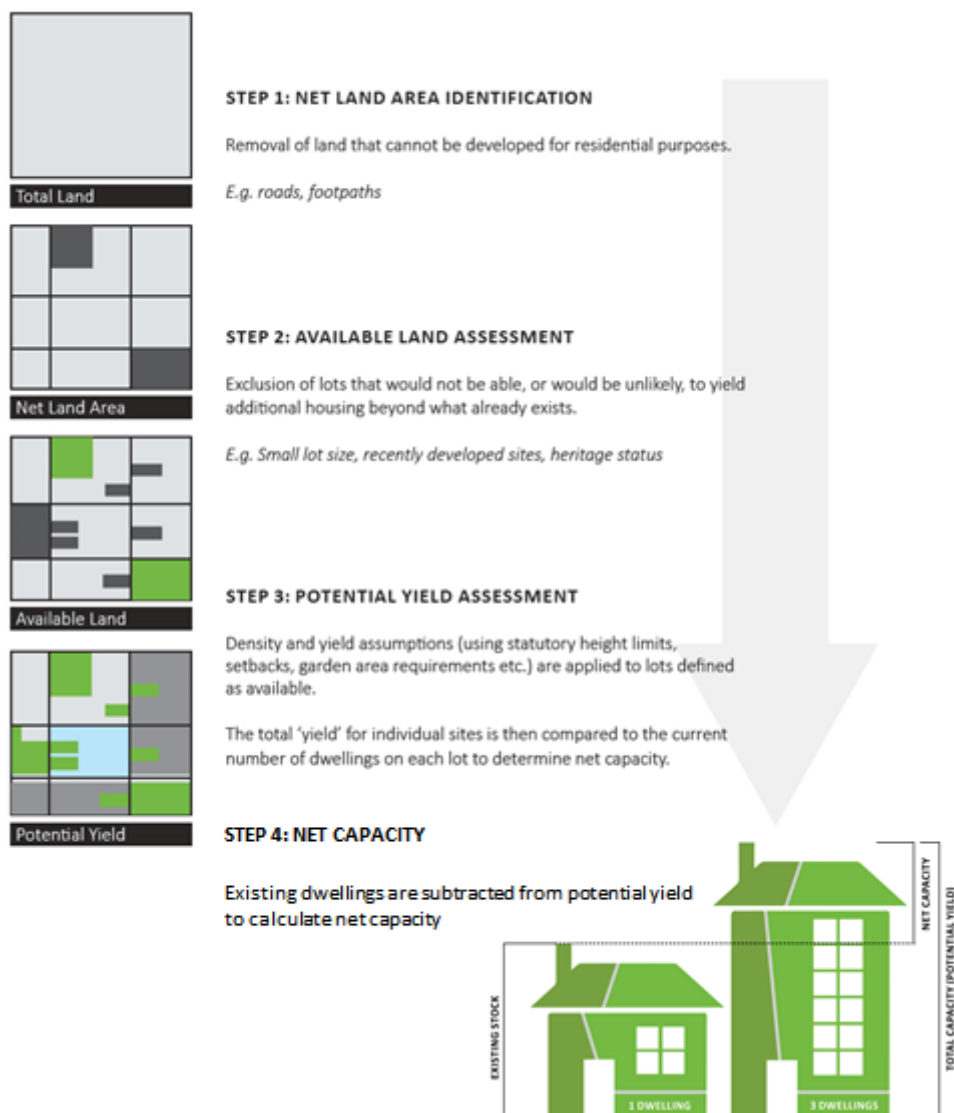 STEP 1: NET LAND AREA IDENTIFICATION
Removal of land that cannot be developed for residential purposes.
E.g. roads, footpaths
Total Land
STEP 2: AVAILABLE LAND ASSESSMENT
Exclusion of lots that would not be able, or would be unlikely, to yield
additional housing beyond what already exists.
Net Land Area
E.g. Small lot size, recently developed sites, heritage status
STEP 3: POTENTIAL YIELD ASSESSMENT
Available Land
Density and yield assumptions (using statutory height limits,
setbacks, garden area requirements etc.) are applied to lots defined
as available.
The total ‘yield’ for individual sites is then compared to the current
number of dwellings on each lot to determine net capacity.
Potential Yield
STEP 4: NET CAPACITY
Existing dwellings are subtracted from potential yield
to calculate net capacity
NET CAPACITY
TOTAL CAPACITY (POTENTIAL YIELD)
EXISTING STOCK
1 DWELLING
3 DWELLINGS